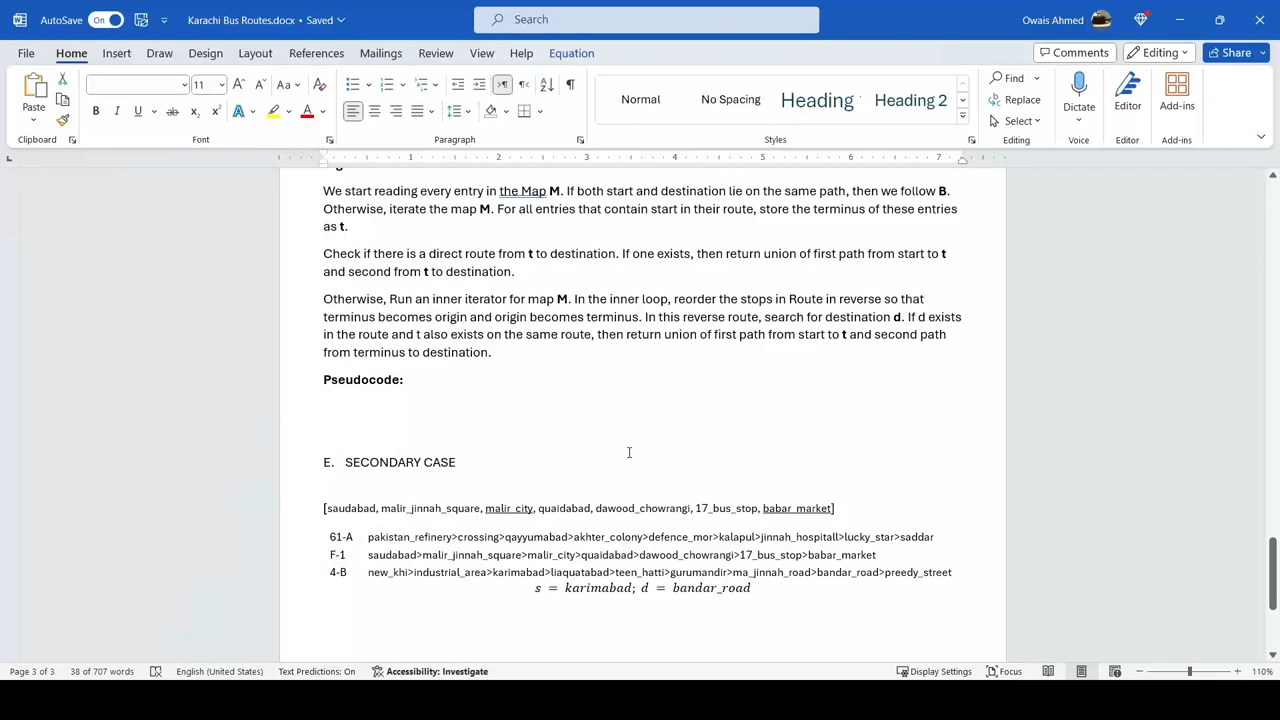 AutoSave On Karachi Bus Routes.docx • Saved Search Owais Ahmed
File Home Insert Draw Design Layout References Mailings Review View Help Equation Comments Editing Share
11 Aa Normal No Spacing Heading Heading 2 Find
Paste B I U ab x₂ x² A A Replace Dictate Editor Add-ins
Select
Clipboard Font Paragraph Styles Editing Voice Editor Add-ins
1 2 3 4 5 6 7
We start reading every entry in the Map M. If both start and destination lie on the same path, then we follow B.
Otherwise, iterate the map M. For all entries that contain start in their route, store the terminus of these entries
as t.
Check if there is a direct route from t to destination. If one exists, then return union of first path from start to t
and second from t to destination.
Otherwise, Run an inner iterator for map M. In the inner loop, reorder the stops in Route in reverse so that
terminus becomes origin and origin becomes terminus. In this reverse route, search for destination d. If d exists
in the route and t also exists on the same route, then return union of first path from start to t and second path
from terminus to destination.
Pseudocode:
E. SECONDARY CASE
[saudabad, malir_jinnah_square, malir_city, quaidabad, dawood_chowrangi, 17_bus_stop, babar_market]
61-A pakistan_refinery>crossing>qayyumabad>akhter_colony>defence_mor>kalapul>jinnah_hospitall>lucky_star>saddar
F-1 saudabad>malir_jinnah_square>malir_city>quaidabad>dawood_chowrangi>17_bus_stop>babar_market
4-B new_khi>industrial_area>karimabad>liaquatabad>teen_hatti>gurumandir>ma_jinnah_road>bandar_road>preedy_street
s = karimabad; d = bandar_road
Page 3 of 3 38 of 707 words English (United States) Text Predictions: On Accessibility: Investigate Display Settings Focus 110%